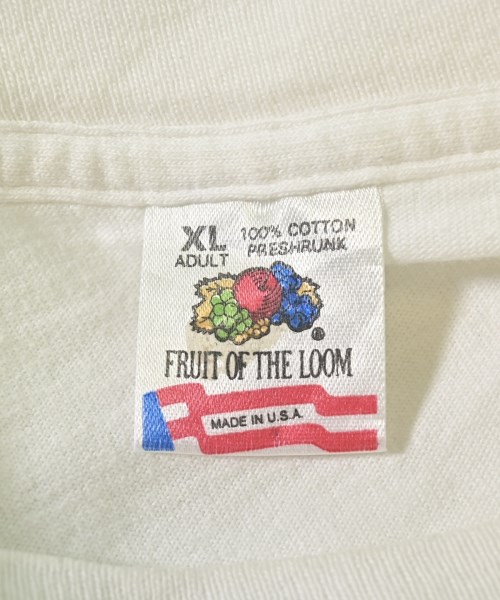 XL 100% COTTON
ADULT PRESHRUNK
®
FRUIT OF THE LOOM
MADE IN U.S.A.